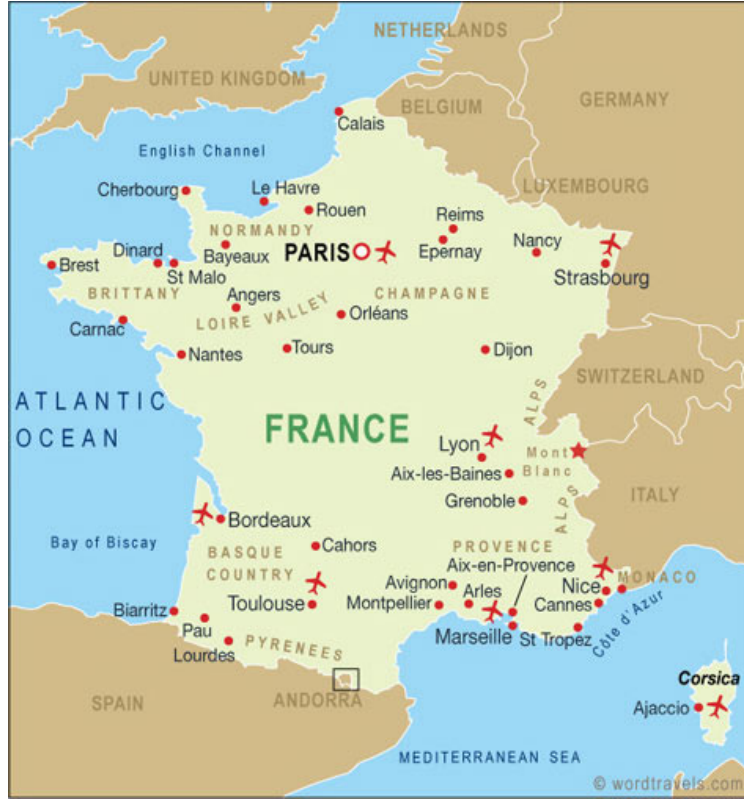 NETHERLANDS
UNITED KINGDOM
BELGIUM
GERMANY
Calais
English Channel
LUXEMBOURG
Cherbourg
Le Havre
Rouen
Reims
NORMANDY
Dinard
Bayeaux
PARIS
Epernay
Nancy
Brest
St Malo
Strasbourg
BRITTANY
Angers
CHAMPAGNE
LOIRE VALLEY
Orléans
Carnac
Nantes
Tours
Dijon
SWITZERLAND
ALPS
ATLANTIC
OCEAN
FRANCE
Lyon
Mont
Blanc
Aix-les-Baines
ALPS
ITALY
Grenoble
Bordeaux
Bay of Biscay
BASQUE
COUNTRY
Cahors
PROVENCE
Aix-en-Provence
Avignon
Arles
Nice
MONACO
Biarritz
Toulouse
Montpellier
Cannes
Côte d'Azur
Pau
Marseille
St Tropez
Lourdes
PYRENEES
Corsica
SPAIN
ANDORRA
Ajaccio
MEDITERRANEAN SEA
© wordtravels.com